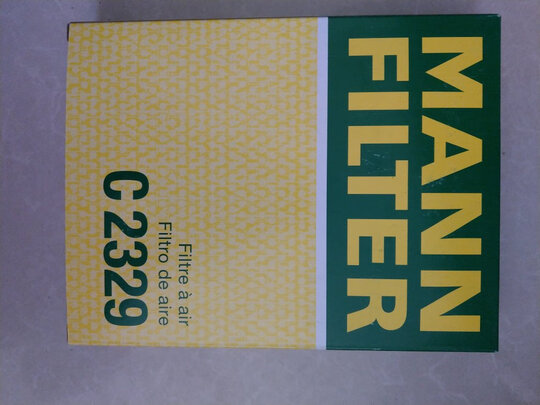 MANN
FILTER
Filtre à air
Filtro de aire
C 2329